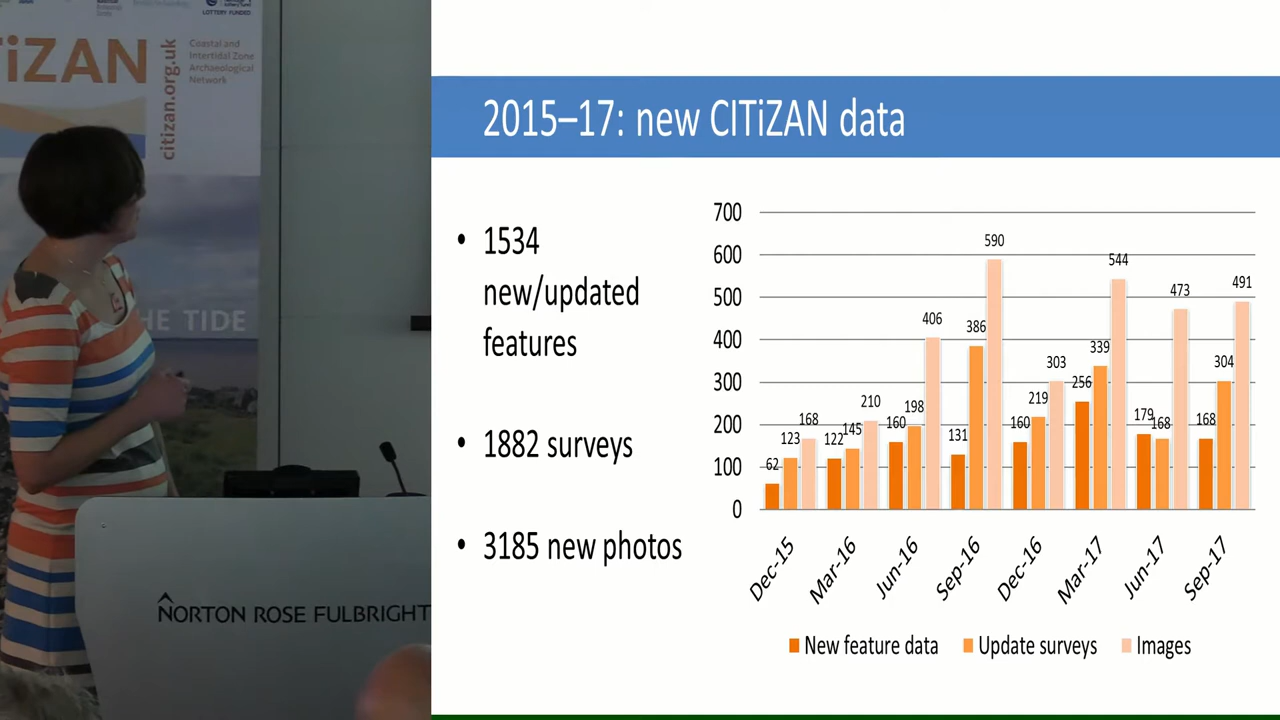 LOTTERY FUNDED
TiZAN
citizan.org.uk
Coastal and
Intertidal Zone
Archaeological
Network
HE TIDE
NORTON ROSE FULBRIGHT
2015–17: new CITiZAN data
• 1534
new/updated
features
• 1882 surveys
• 3185 new photos
700
600
500
400
300
200
100
0
62
123
168
122
145
210
160
198
406
131
386
590
160
219
303
256
339
544
179
168
473
168
304
491
Dec-15
Mar-16
Jun-16
Sep-16
Dec-16
Mar-17
Jun-17
Sep-17
New feature data
Update surveys
Images